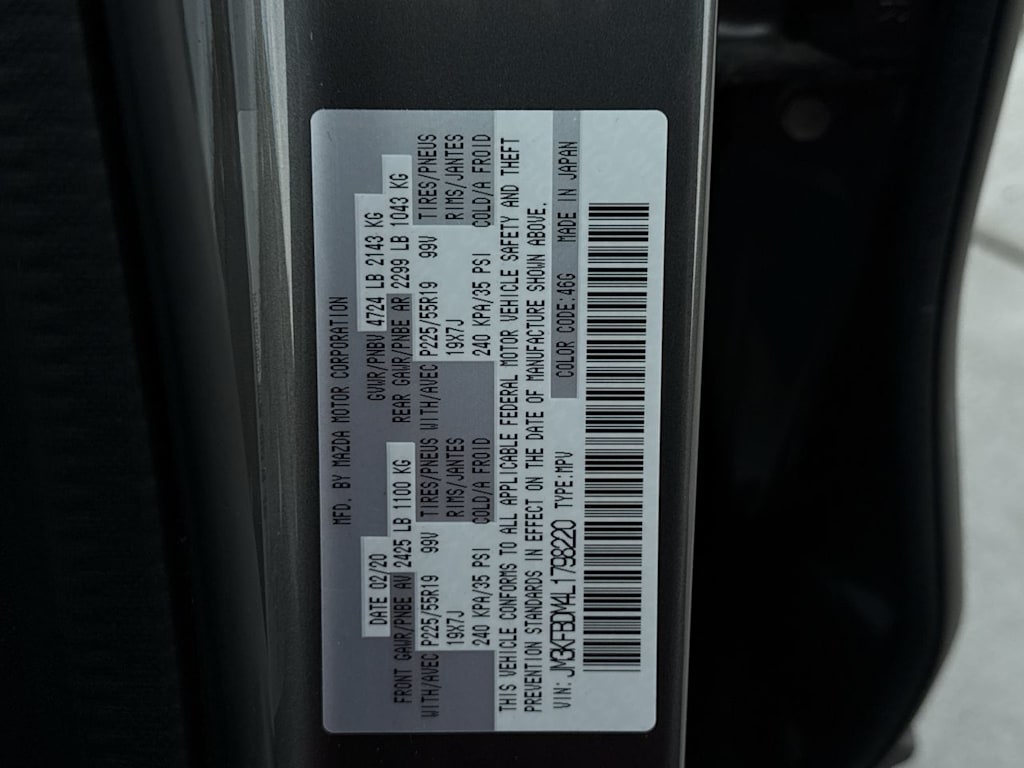 MFD. BY MAZDA MOTOR CORPORATION
DATE 02/20 GVWR/PNBV 4724 LB 2143 KG
FRONT GAWR/PNBE AV 2425 LB 1100 KG REAR GAWR/PNBE AR 2299 LB 1043 KG
WITH/AVEC P225/55R19 99V TIRES/PNEUS WITH/AVEC P225/55R19 99V TIRES/PNEUS
19X7J RIMS/JANTES 19X7J RIMS/JANTES
240 KPA/35 PSI COLD/A FROID 240 KPA/35 PSI COLD/A FROID
THIS VEHICLE CONFORMS TO ALL APPLICABLE FEDERAL MOTOR VEHICLE SAFETY AND THEFT
PREVENTION STANDARDS IN EFFECT ON THE DATE OF MANUFACTURE SHOWN ABOVE.
VIN: JM3KFBDM4L1798220 TYPE:MPV COLOR CODE:46G MADE IN JAPAN